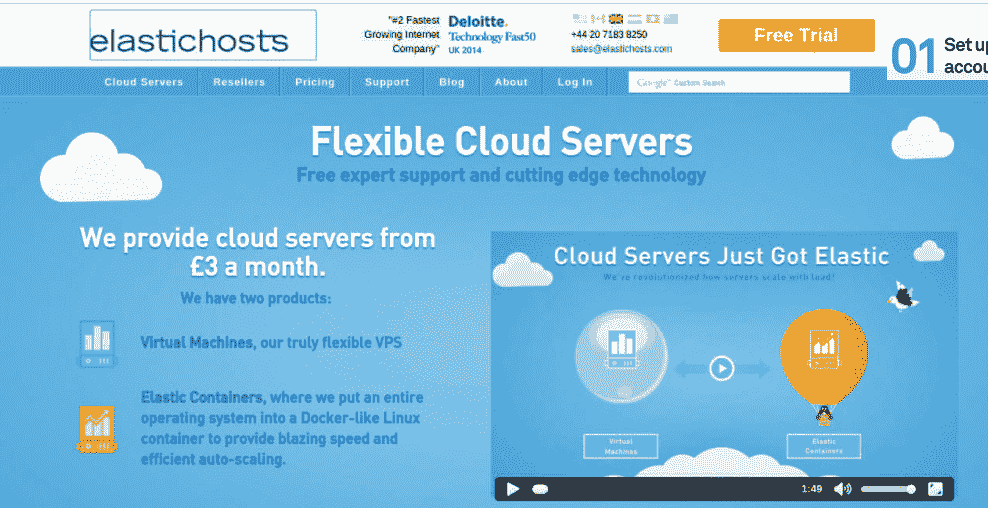 elastichosts
"#2 Fastest
Growing Internet
Company"
Deloitte.
Technology Fast50
UK 2014
+44 20 7183 8250
sales@elastichosts.com
Free Trial
01
Set up
accou
Cloud Servers
Resellers
Pricing
Support
Blog
About
Log In
Google™ Custom Search
Flexible Cloud Servers
Free expert support and cutting edge technology
We provide cloud servers from
£3 a month.
We have two products:
Virtual Machines, our truly flexible VPS
Elastic Containers, where we put an entire
operating system into a Docker-like Linux
container to provide blazing speed and
efficient auto-scaling.
Cloud Servers Just Got Elastic
We've revolutionized how servers scale with load?
Virtual
Machines
Elastic
Containers
1:49